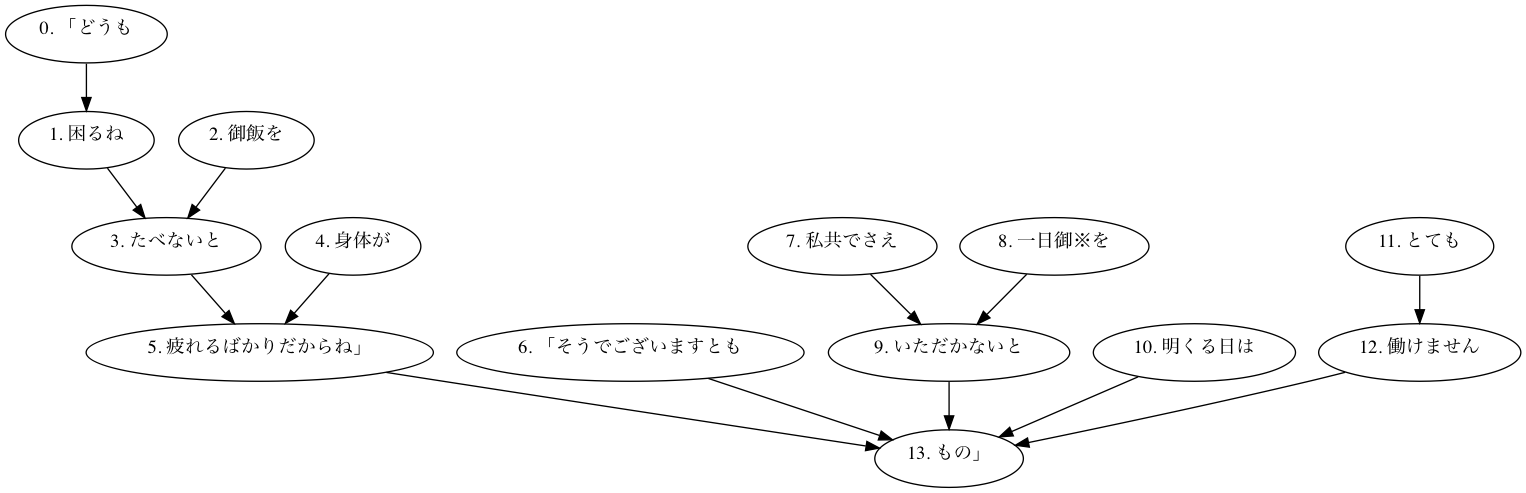 0. 「どうも
1. 困るね
2. 御飯を
3. たべないと
4. 身体が
5. 疲れるばかりだからね」
6. 「そうでございますとも
7. 私共でさえ
8. 一日御※を
9. いただかないと
10. 明くる日は
11. とても
12. 働けません
13. もの」